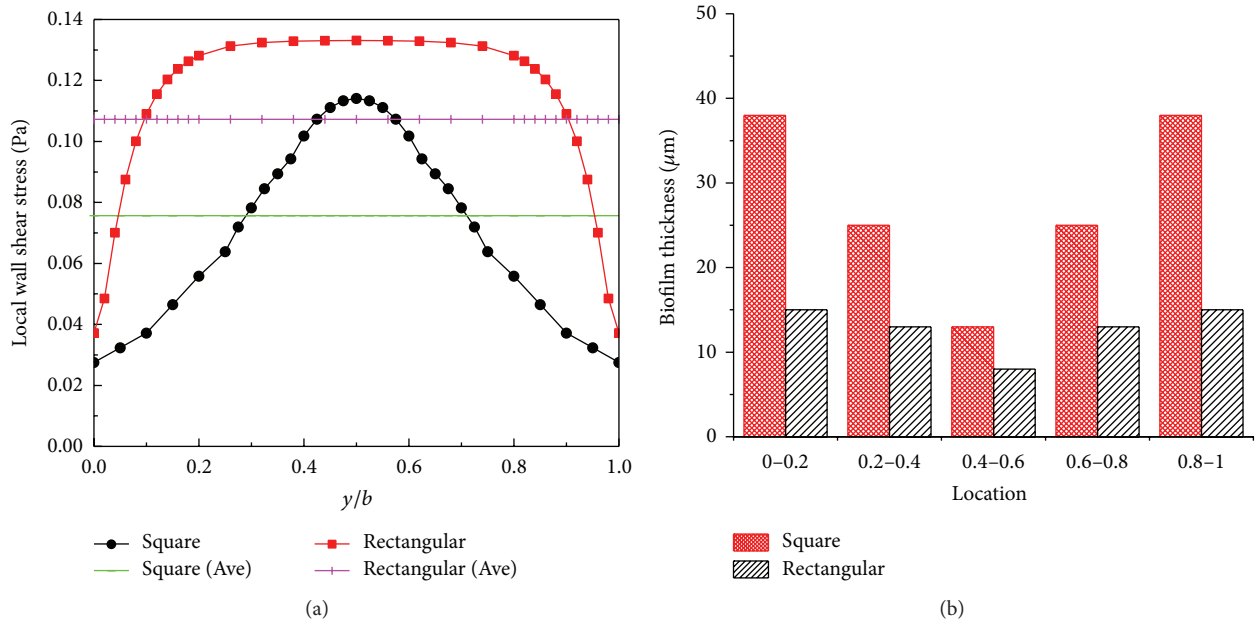 0.14
0.12
0.10
0.08
0.06
0.04
0.02
0.00
Local wall shear stress (Pa)
0.0 0.2 0.4 0.6 0.8 1.0
y/b
Square Rectangular
Square (Ave) Rectangular (Ave)
(a)
50
40
30
20
10
0
Biofilm thickness (μm)
0–0.2 0.2–0.4 0.4–0.6 0.6–0.8 0.8–1
Location
Square
Rectangular
(b)